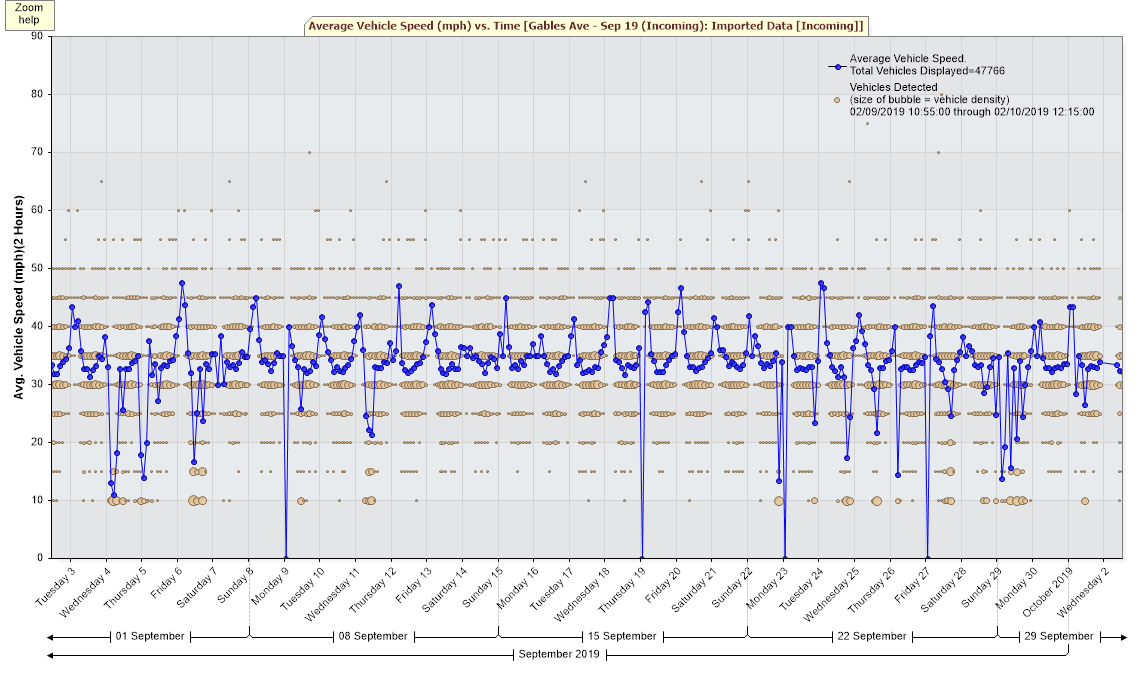 Zoom
help
Average Vehicle Speed (mph) vs. Time [Gables Ave - Sep 19 (Incoming): Imported Data [Incoming]]
Average Vehicle Speed.
Total Vehicles Displayed=47766
Vehicles Detected
(size of bubble = vehicle density)
02/09/2019 10:55:00 through 02/10/2019 12:15:00
Avg. Vehicle Speed (mph)(2 Hours)
90
80
70
60
50
40
30
20
10
0
Tuesday 3
Wednesday 4
Thursday 5
Friday 6
Saturday 7
Sunday 8
Monday 9
Tuesday 10
Wednesday 11
Thursday 12
Friday 13
Saturday 14
Sunday 15
Monday 16
Tuesday 17
Wednesday 18
Thursday 19
Friday 20
Saturday 21
Sunday 22
Monday 23
Tuesday 24
Wednesday 25
Thursday 26
Friday 27
Saturday 28
Sunday 29
Monday 30
October 2019
Wednesday 2
01 September
08 September
15 September
22 September
29 September
September 2019